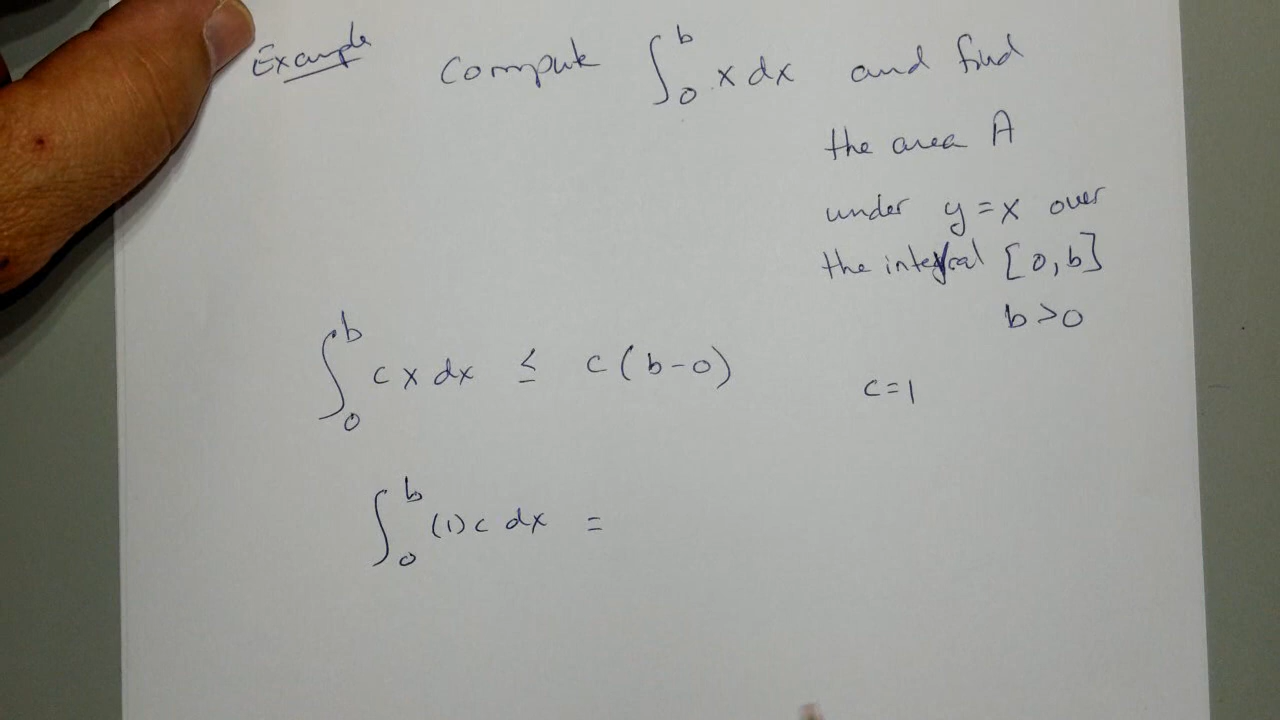 Example Compute ∫₀ᵇ x dx and find
the area A
under y = x over
the integral [0, b]
b > 0
∫₀ᵇ c x dx ≤ c (b - 0) c = 1
∫₀ᵇ (1) c dx =